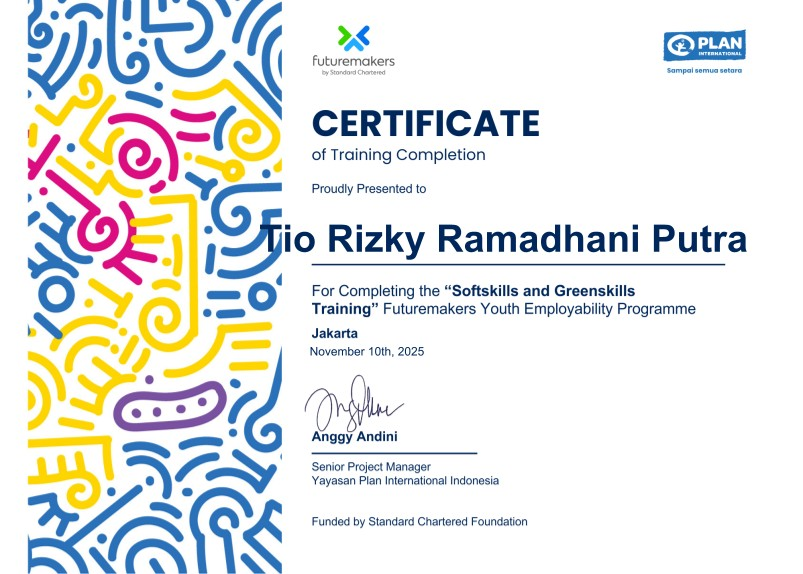 futuremakers
by Standard Chartered
PLAN
INTERNATIONAL
Sampai semua setara
CERTIFICATE
of Training Completion
Proudly Presented to
Tio Rizky Ramadhani Putra
For Completing the “Softskills and Greenskills
Training” Futuremakers Youth Employability Programme
Jakarta
November 10th, 2025
Anggy Andini
Senior Project Manager
Yayasan Plan International Indonesia
Funded by Standard Chartered Foundation